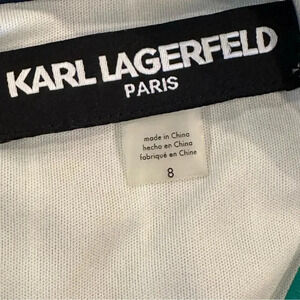 KARL LAGERFELD
PARIS
made in China
hecho en China
fabriqué en Chine
8